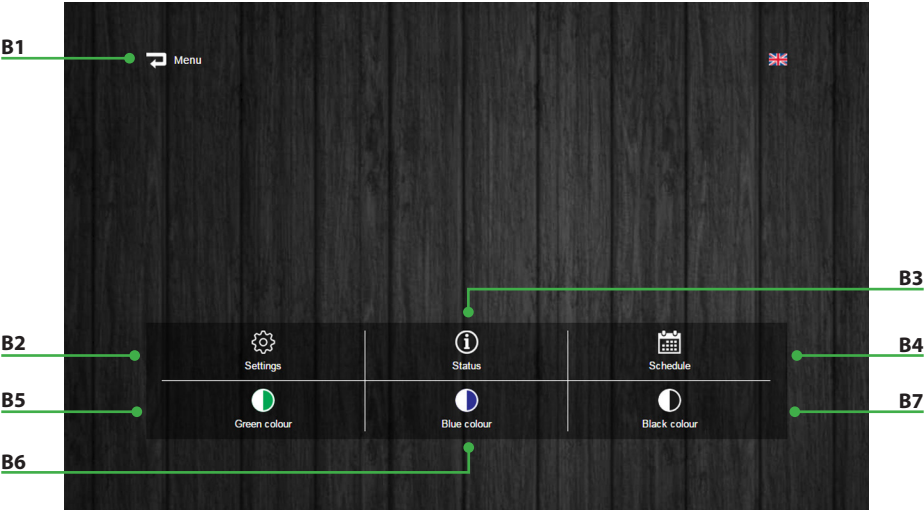 B1
Menu
B3
B2
B4
Settings
Status
Schedule
B5
B7
Green colour
Blue colour
Black colour
B6